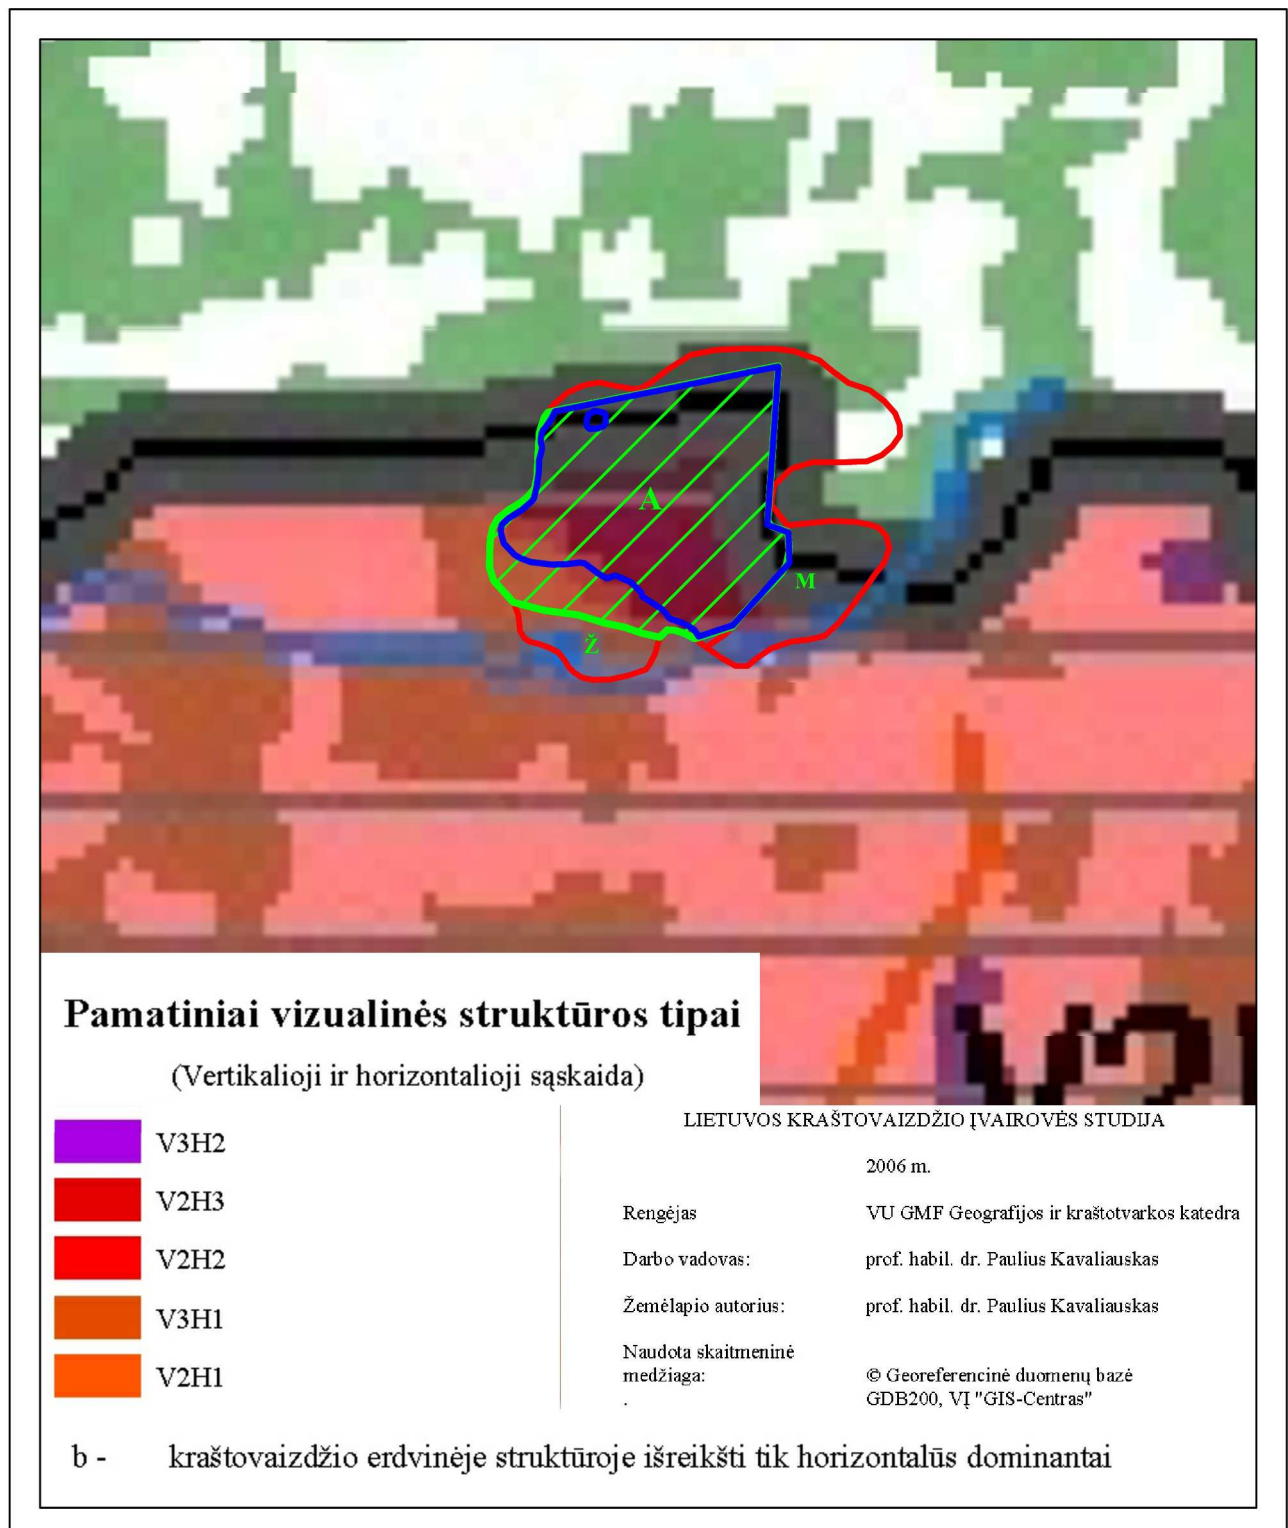 A
M
Ž
V2
Pamatiniai vizualinės struktūros tipai
(Vertikalioji ir horizontalioji sąskaida)
V3H2
V2H3
V2H2
V3H1
V2H1
LIETUVOS KRAŠTOVAIZDŽIO ĮVAIROVĖS STUDIJA
2006 m.
Rengėjas VU GMF Geografijos ir kraštotvarkos katedra
Darbo vadovas: prof. habil. dr. Paulius Kavaliauskas
Žemėlapio autorius: prof. habil. dr. Paulius Kavaliauskas
Naudota skaitmeninė
medžiaga: © Georeferencinė duomenų bazė
. GDB200, VĮ "GIS-Centras"
b - kraštovaizdžio erdvinėje struktūroje išreikšti tik horizontalūs dominantai